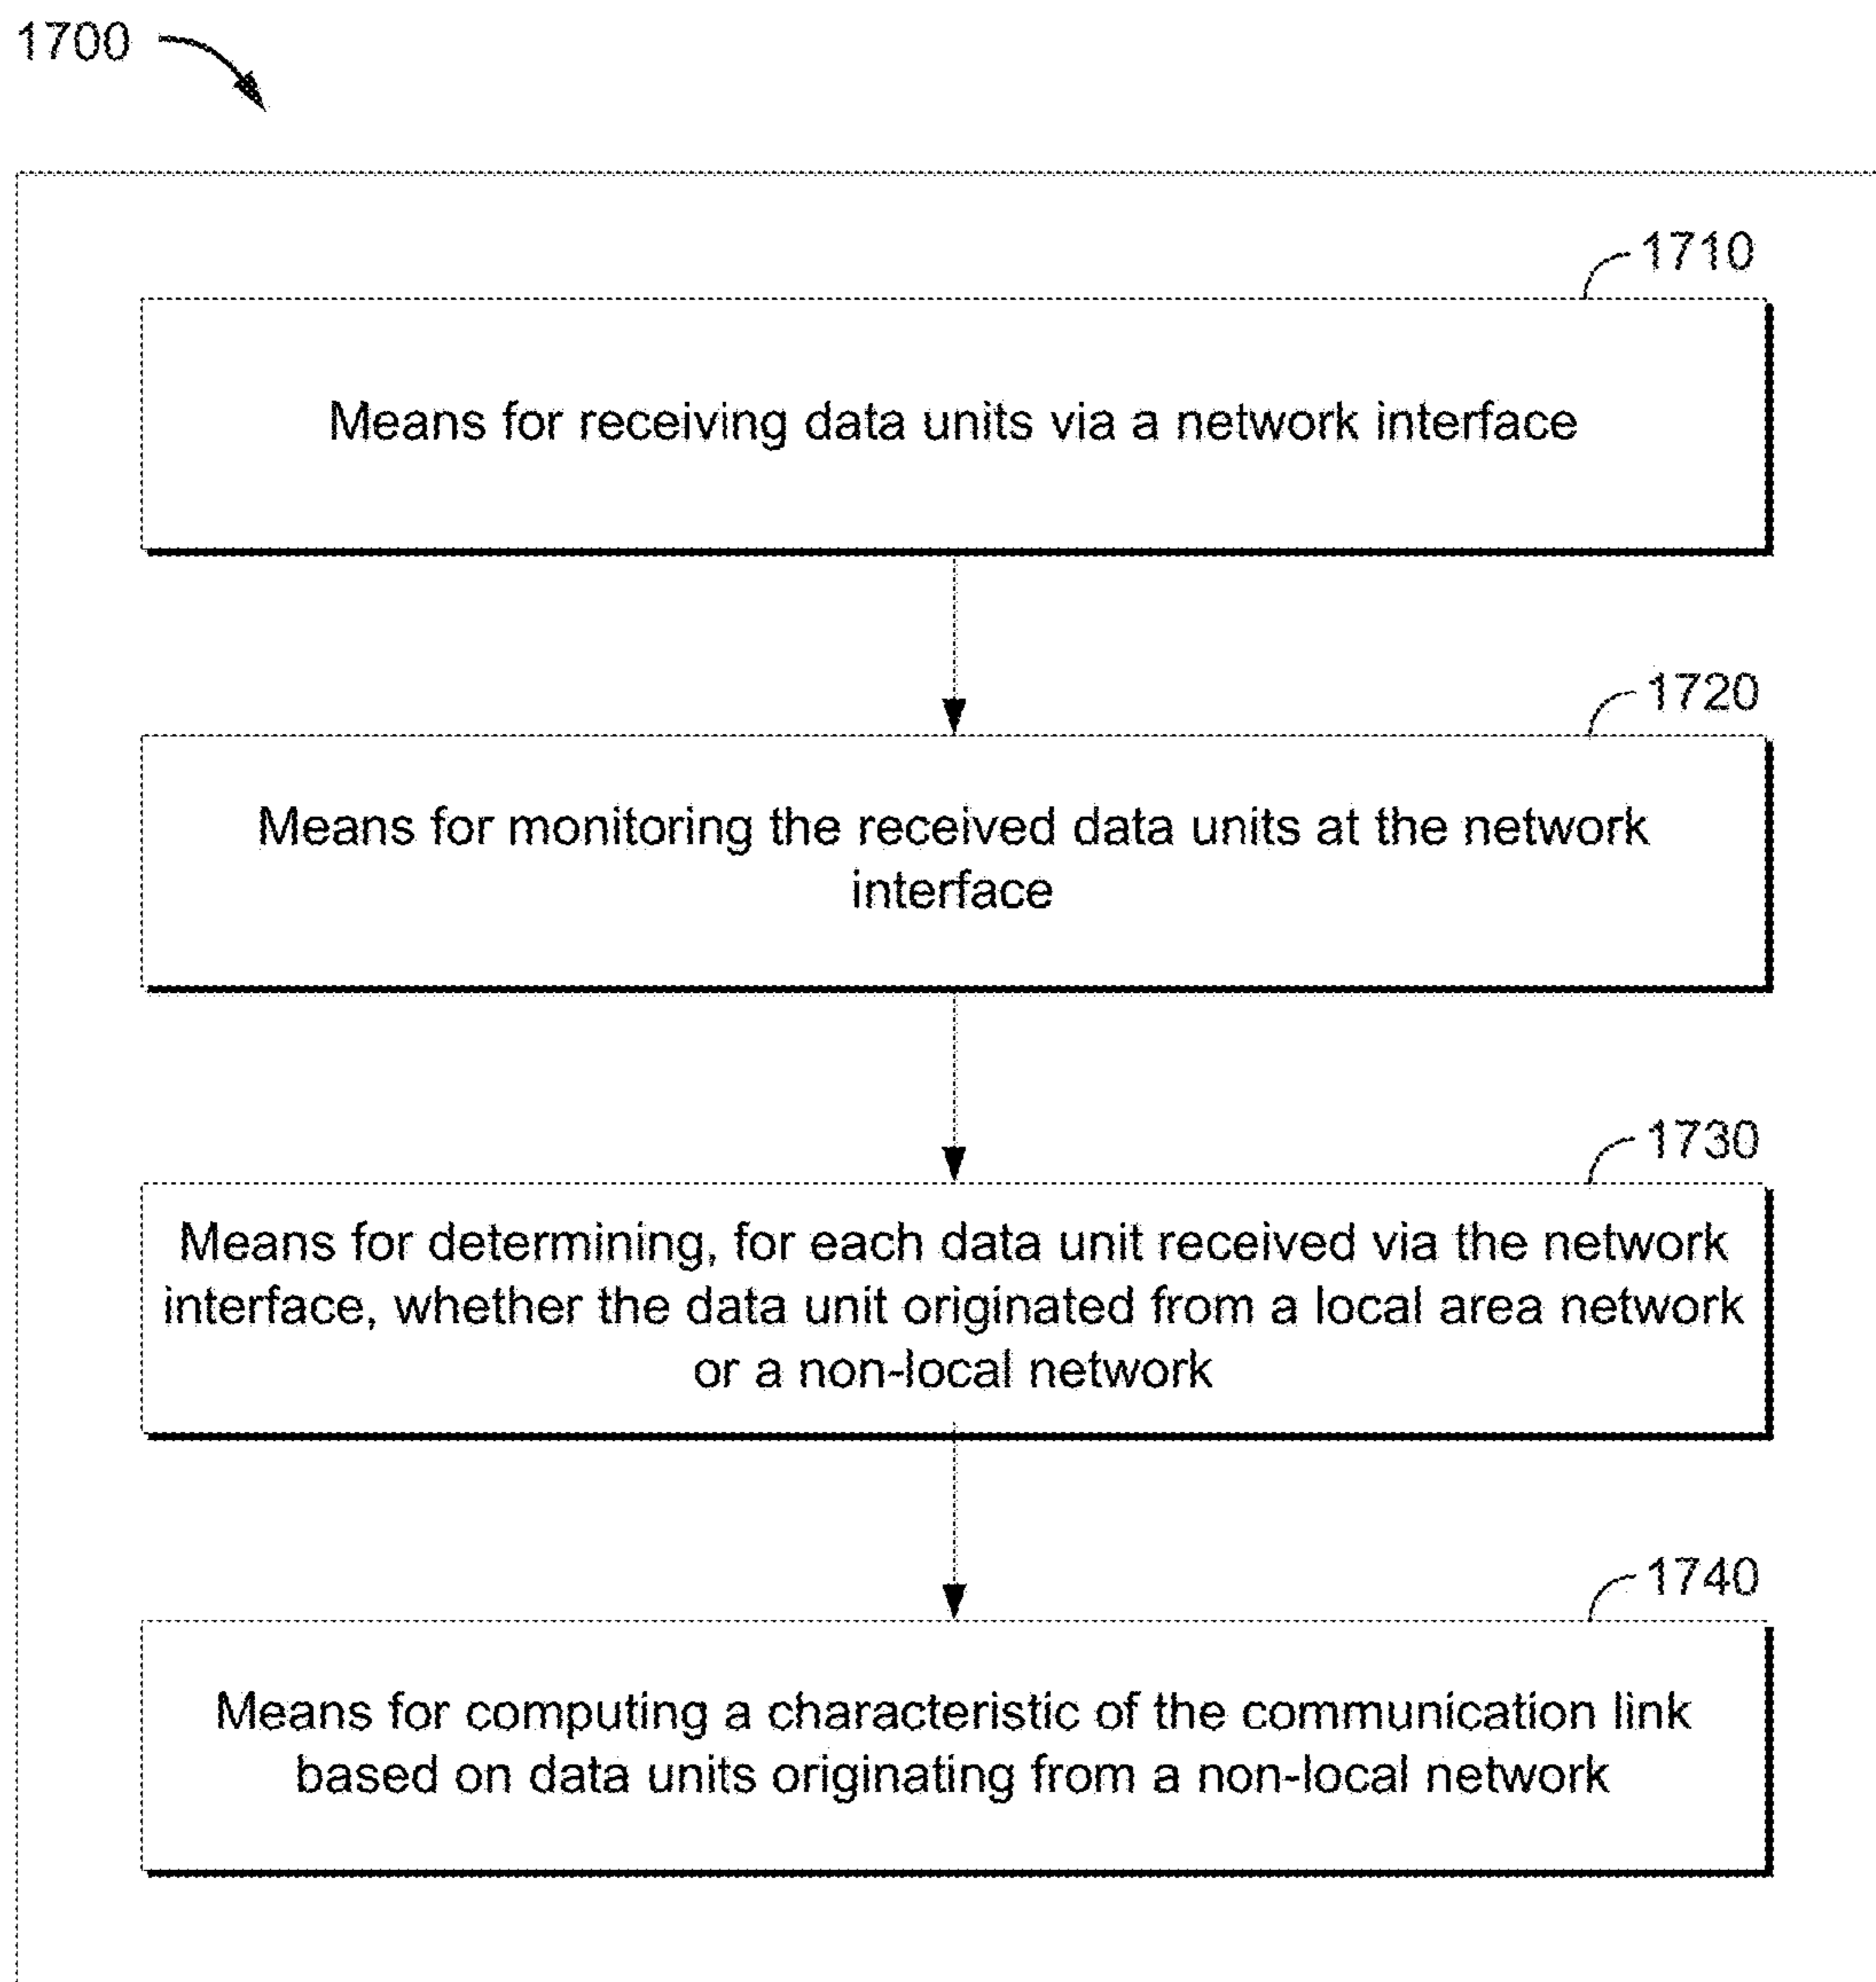 1700
1710
Means for receiving data units via a network interface
1720
Means for monitoring the received data units at the network
interface
1730
Means for determining, for each data unit received via the network
interface, whether the data unit originated from a local area network
or a non-local network
1740
Means for computing a characteristic of the communication link
based on data units originating from a non-local network